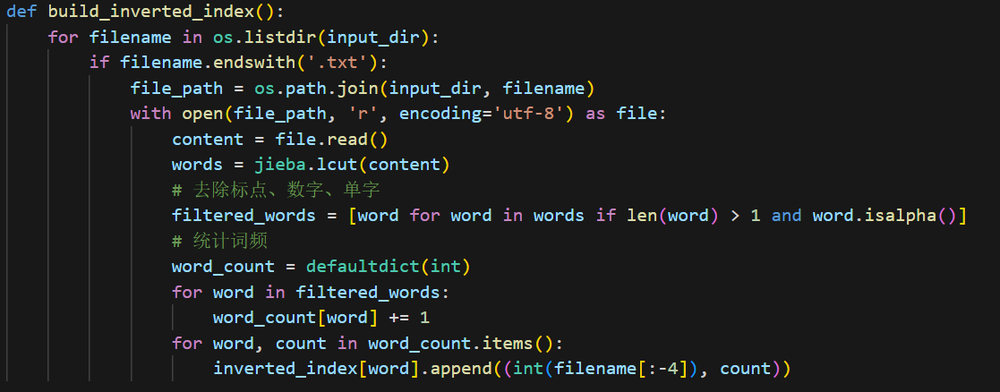 def build_inverted_index():
    for filename in os.listdir(input_dir):
        if filename.endswith('.txt'):
            file_path = os.path.join(input_dir, filename)
            with open(file_path, 'r', encoding='utf-8') as file:
                content = file.read()
                words = jieba.lcut(content)
                # 去除标点、数字、单字
                filtered_words = [word for word in words if len(word) > 1 and word.isalpha()]
                # 统计词频
                word_count = defaultdict(int)
                for word in filtered_words:
                    word_count[word] += 1
                for word, count in word_count.items():
                    inverted_index[word].append((int(filename[:-4]), count))